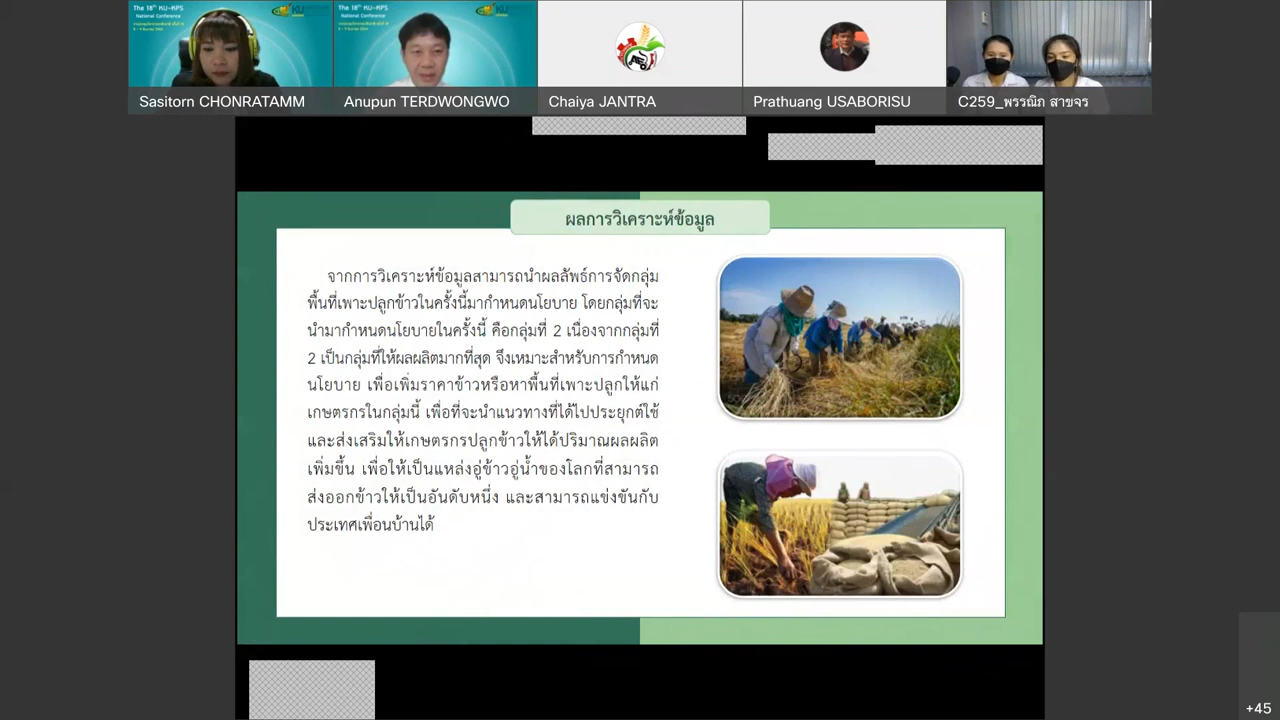 The 18th KU-KPS
National Conference
KU
The 18th KU-KPS
National Conference
KU
Sasitorn CHONRATAMM
Anupun TERDWONGWO
Chaiya JANTRA
Prathuang USABORISU
C259_พรรณิภ สาขจร
ผลการวิเคราะห์ข้อมูล
จากการวิเคราะห์ข้อมูลสามารถนำผลลัพธ์การจัดกลุ่ม
พื้นที่เพาะปลูกข้าวในครั้งนี้มากำหนดนโยบาย โดยกลุ่มที่จะ
นำมากำหนดนโยบายในครั้งนี้ คือกลุ่มที่ 2 เนื่องจากกลุ่มที่
2 เป็นกลุ่มที่ให้ผลผลิตมากที่สุด จึงเหมาะสำหรับการกำหนด
นโยบาย เพื่อเพิ่มราคาข้าวหรือหาพื้นที่เพาะปลูกให้แก่
เกษตรกรในกลุ่มนี้ เพื่อที่จะนำแนวทางที่ได้ไปประยุกต์ใช้
และส่งเสริมให้เกษตรกรปลูกข้าวให้ได้ปริมาณผลผลิต
เพิ่มขึ้น เพื่อให้เป็นแหล่งอู่ข้าวอู่น้ำของโลกที่สามารถ
ส่งออกข้าวให้เป็นอันดับหนึ่ง และสามารถแข่งขันกับ
ประเทศเพื่อนบ้านได้
+45